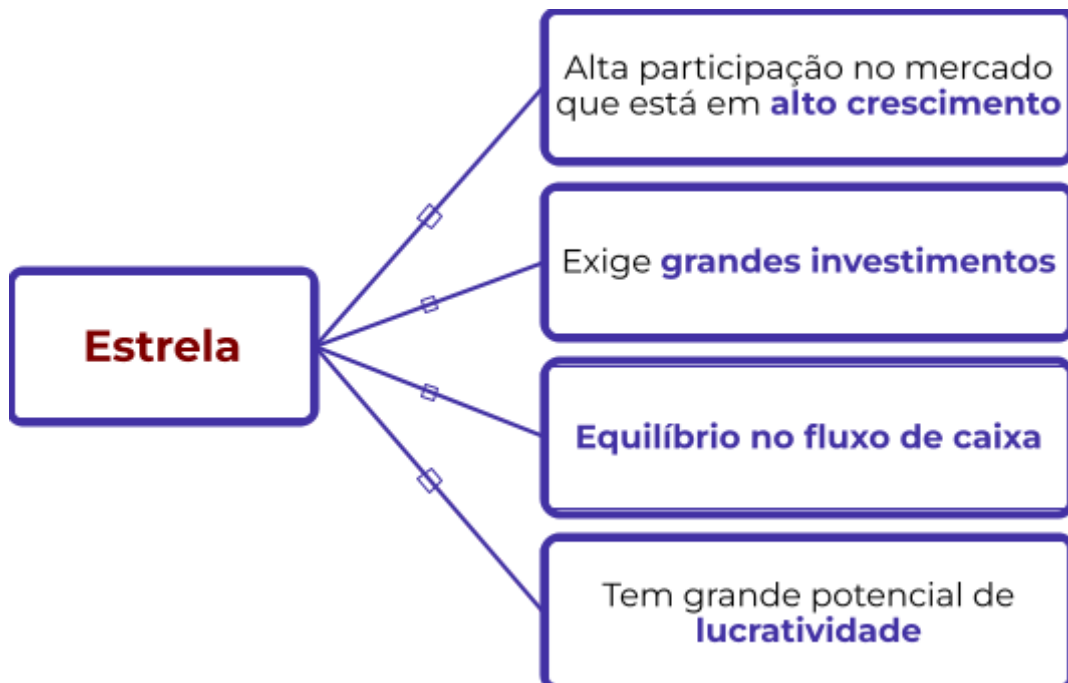 Estrela
Alta participação no mercado
que está em alto crescimento
Exige grandes investimentos
Equilíbrio no fluxo de caixa
Tem grande potencial de
lucratividade